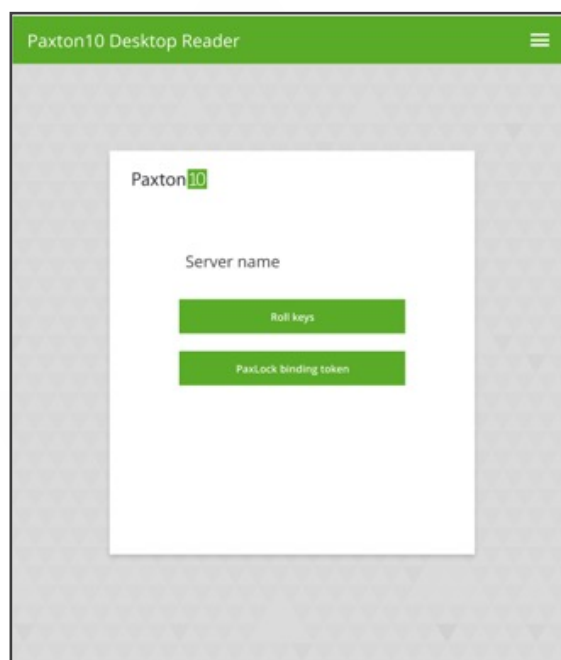 Paxton10 Desktop Reader
Paxton10
Server name
Roll keys
PaxLock binding token